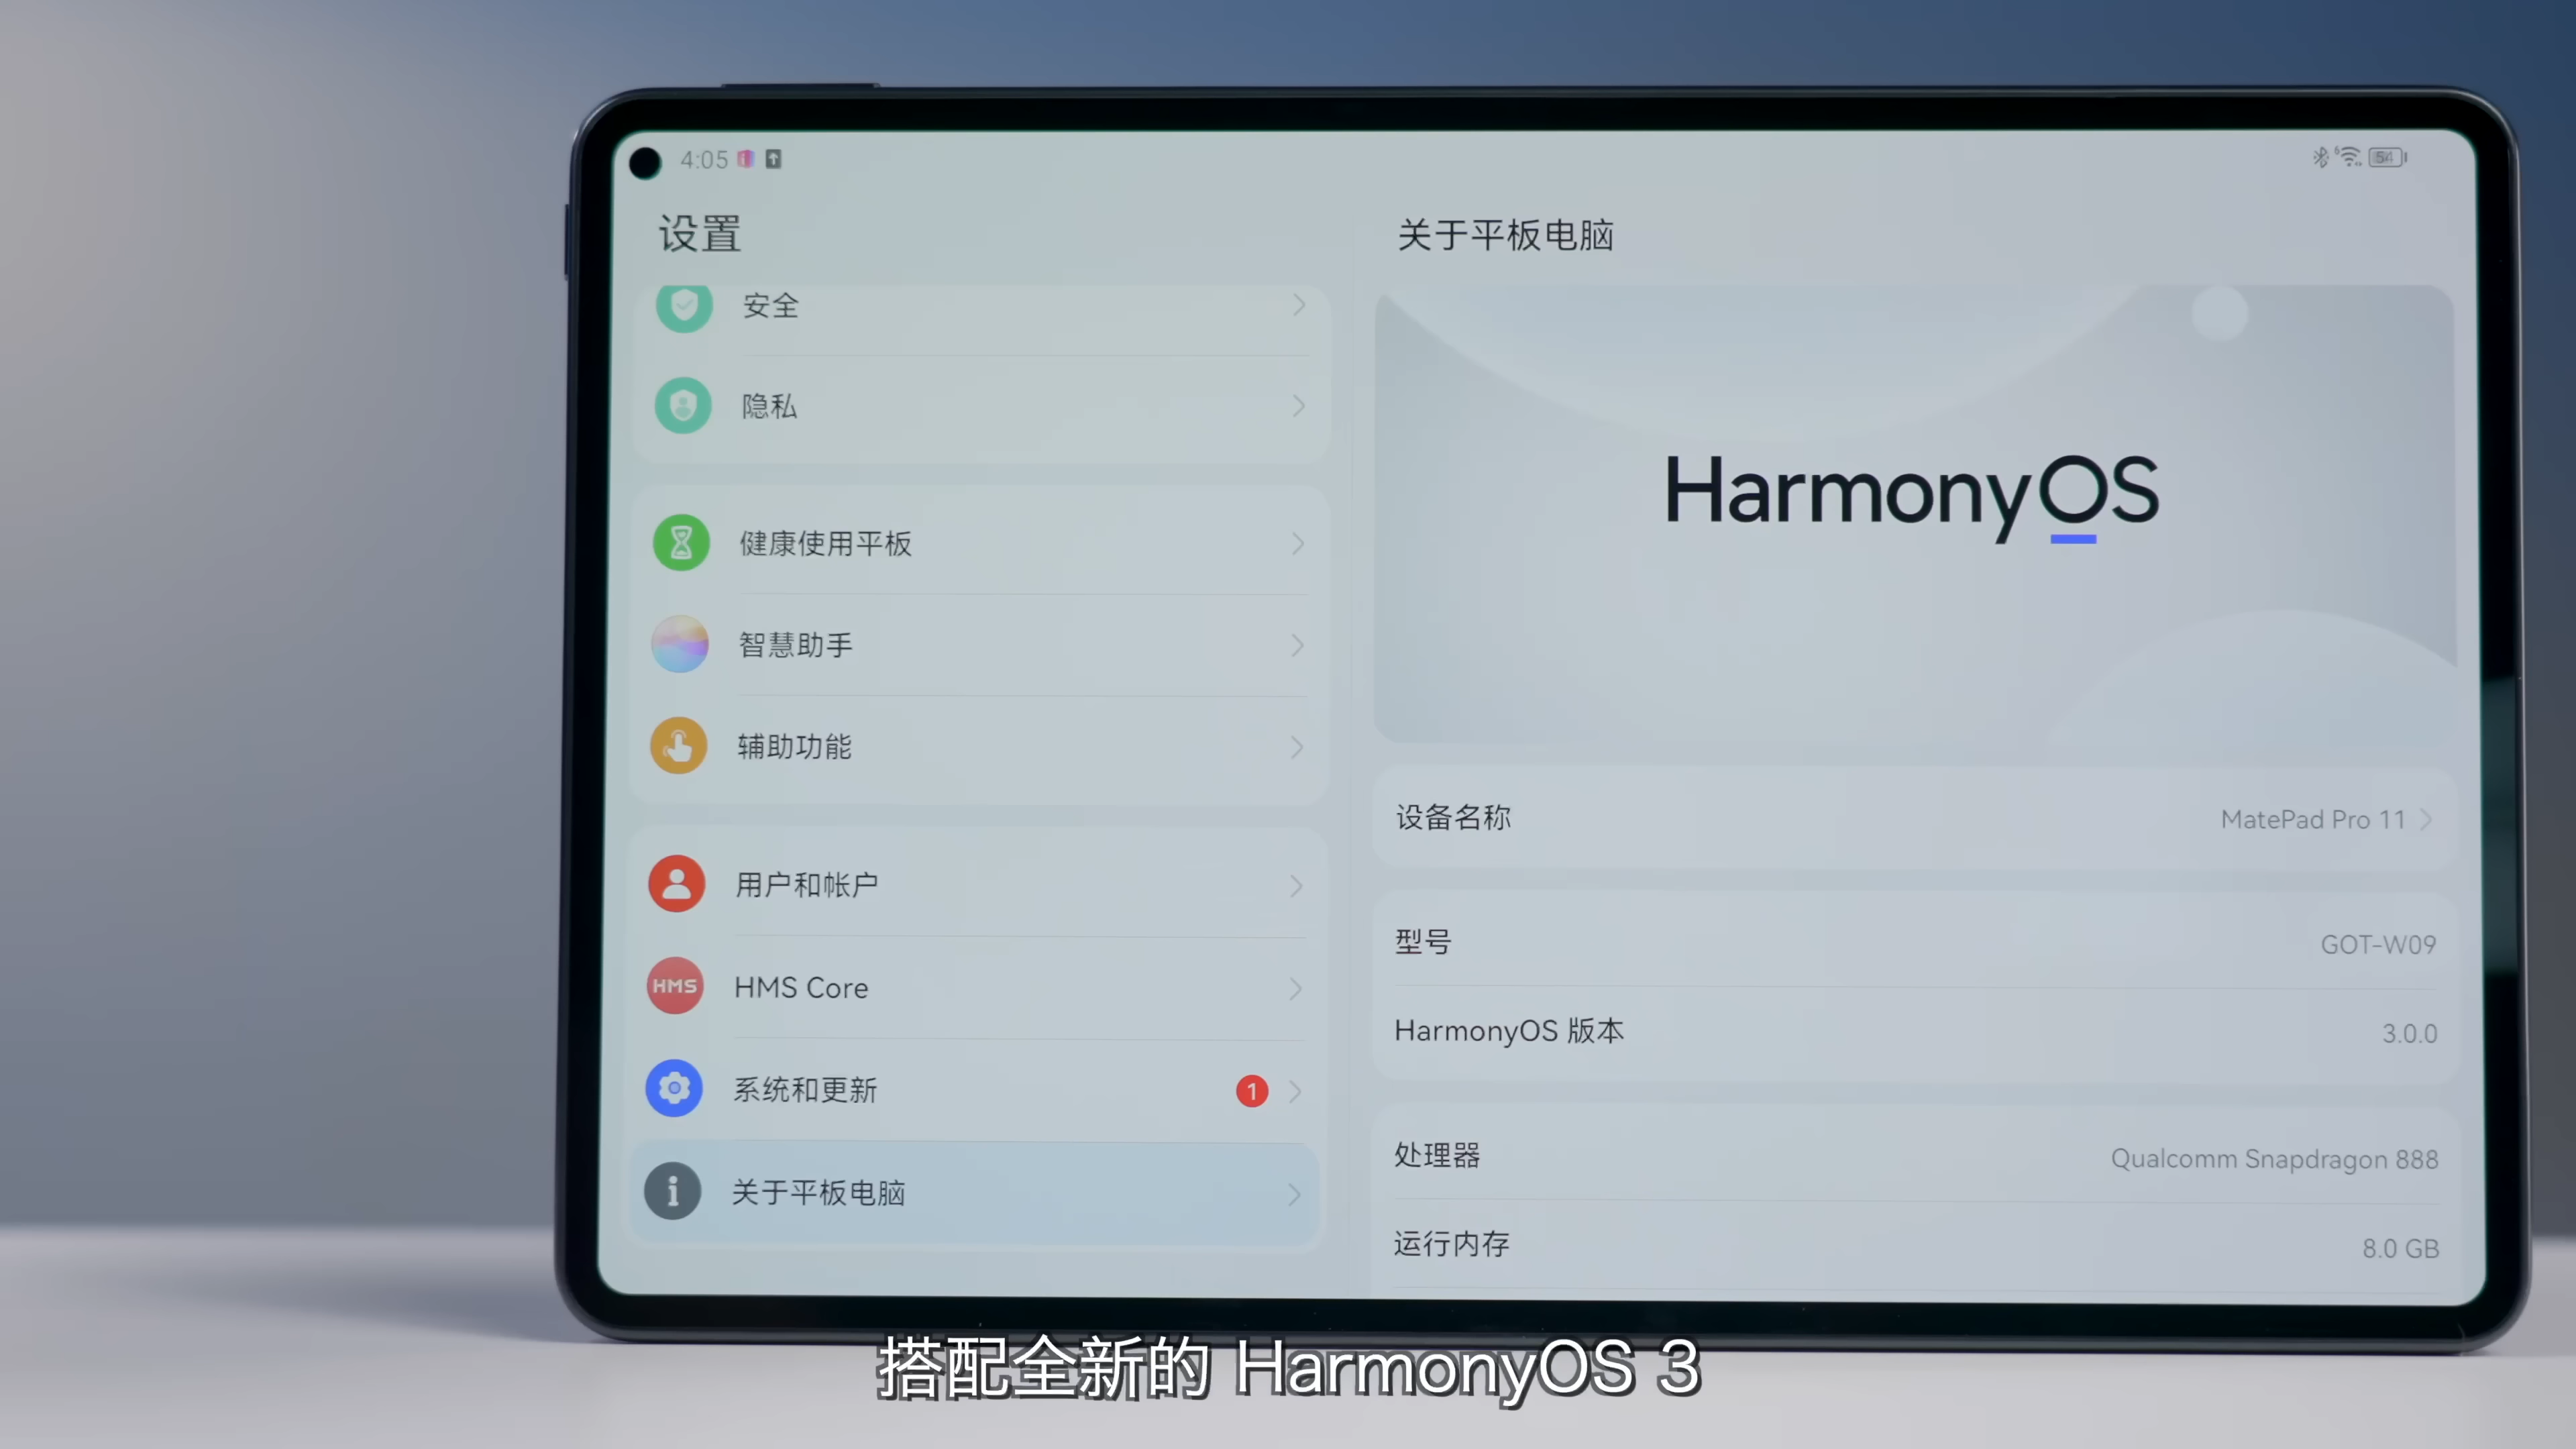 4:05
54
设置
关于平板电脑
安全
隐私
健康使用平板
智慧助手
辅助功能
用户和帐户
HMS
HMS Core
系统和更新
1
关于平板电脑
HarmonyOS
设备名称
MatePad Pro 11
型号
GOT-W09
HarmonyOS 版本
3.0.0
处理器
Qualcomm Snapdragon 888
运行内存
8.0 GB
搭配全新的 HarmonyOS 3